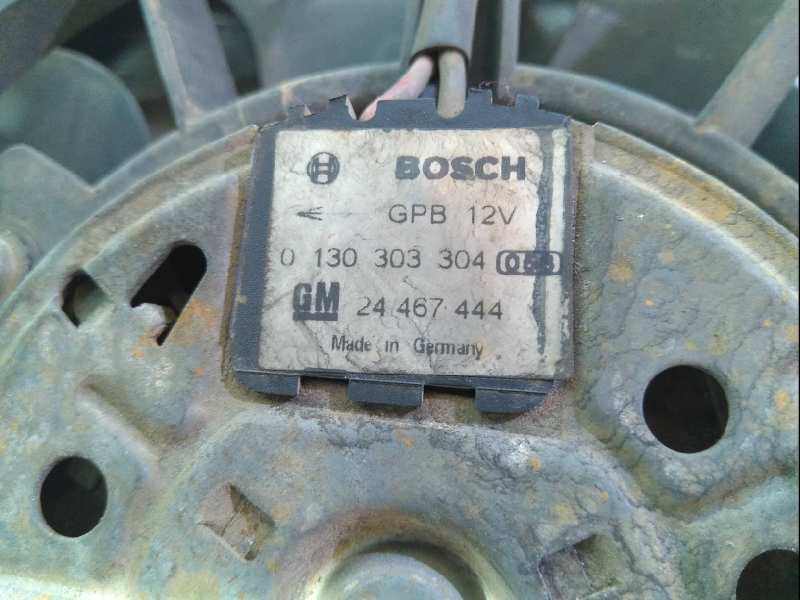 BOSCH
GPB 12V
0 130 303 304
GM 24 467 444
Made in Germany